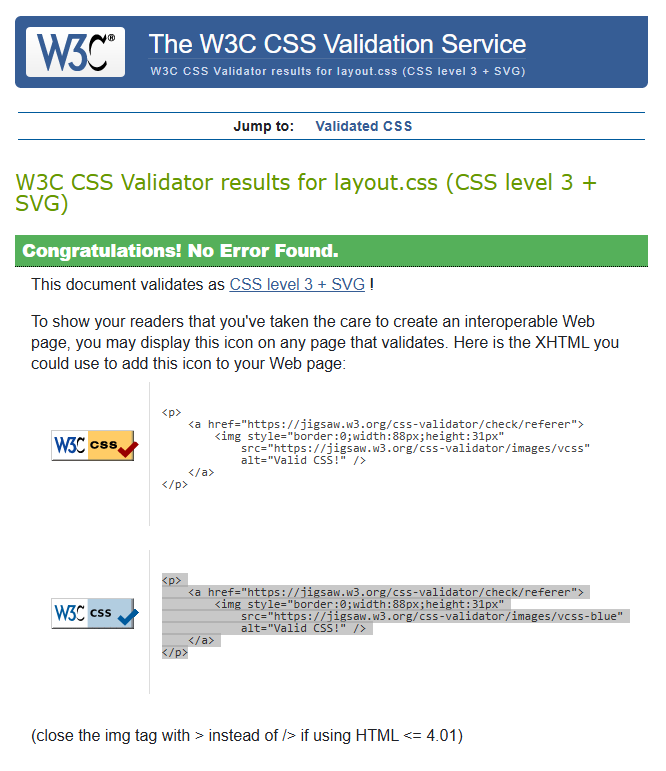 W3C® The W3C CSS Validation Service
W3C CSS Validator results for layout.css (CSS level 3 + SVG)
Jump to: Validated CSS
W3C CSS Validator results for layout.css (CSS level 3 +
SVG)
Congratulations! No Error Found.
This document validates as CSS level 3 + SVG !
To show your readers that you've taken the care to create an interoperable Web
page, you may display this icon on any page that validates. Here is the XHTML you
could use to add this icon to your Web page:
W3C css
<p>
    <a href="https://jigsaw.w3.org/css-validator/check/referer">
        <img style="border:0;width:88px;height:31px"
            src="https://jigsaw.w3.org/css-validator/images/vcss"
            alt="Valid CSS!" />
    </a>
</p>
W3C css
<p>
    <a href="https://jigsaw.w3.org/css-validator/check/referer">
        <img style="border:0;width:88px;height:31px"
            src="https://jigsaw.w3.org/css-validator/images/vcss-blue"
            alt="Valid CSS!" />
    </a>
</p>
(close the img tag with > instead of /> if using HTML <= 4.01)